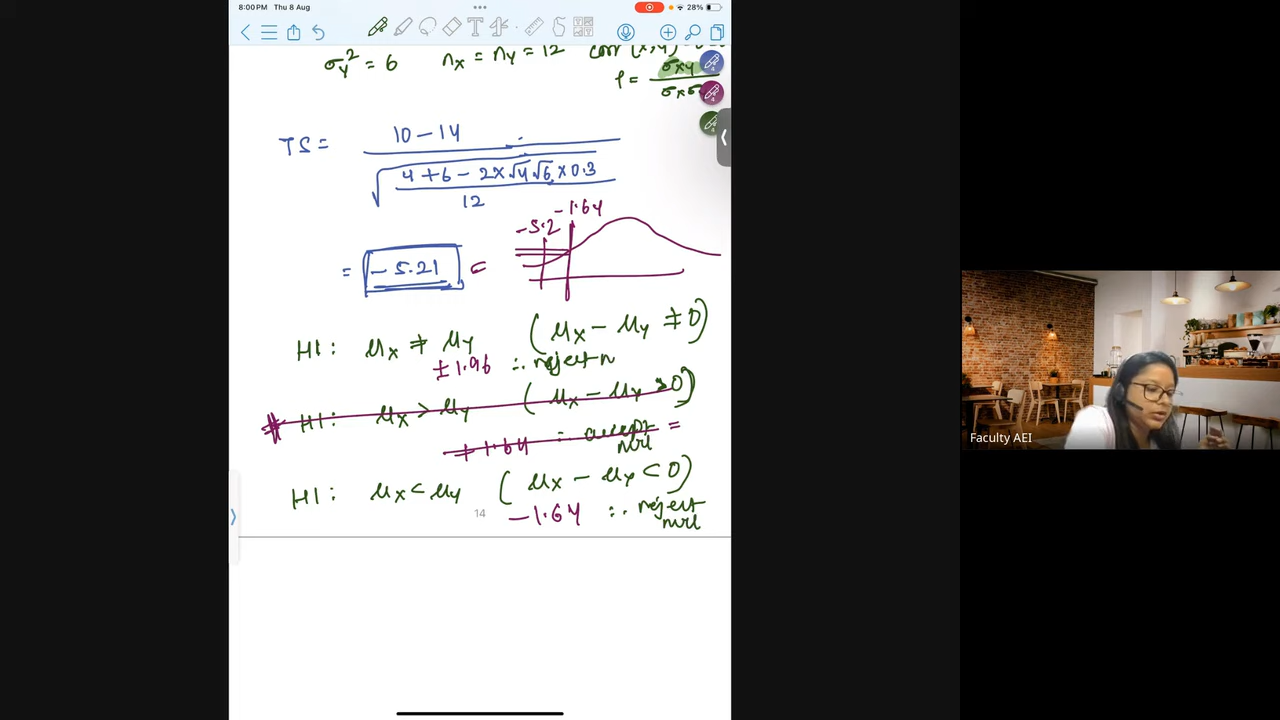 8:00 PM Thu 8 Aug
28%
σy² = 6 nx = ny = 12
ρ = σxy
TS = 10 - 14
4 + 6 - 2×√4 √6 × 0.3
12
-1.64
-5.2
= -5.21
H1: μx ≠ μy (μx - μy ≠ 0)
±1.96 ∴ reject n
H1: μx > μy (μx - μy > 0)
+1.64 ∴ accept =
null
H1: μx < μy (μx - μy < 0)
14
-1.64 ∴ reject
null
Faculty AEI